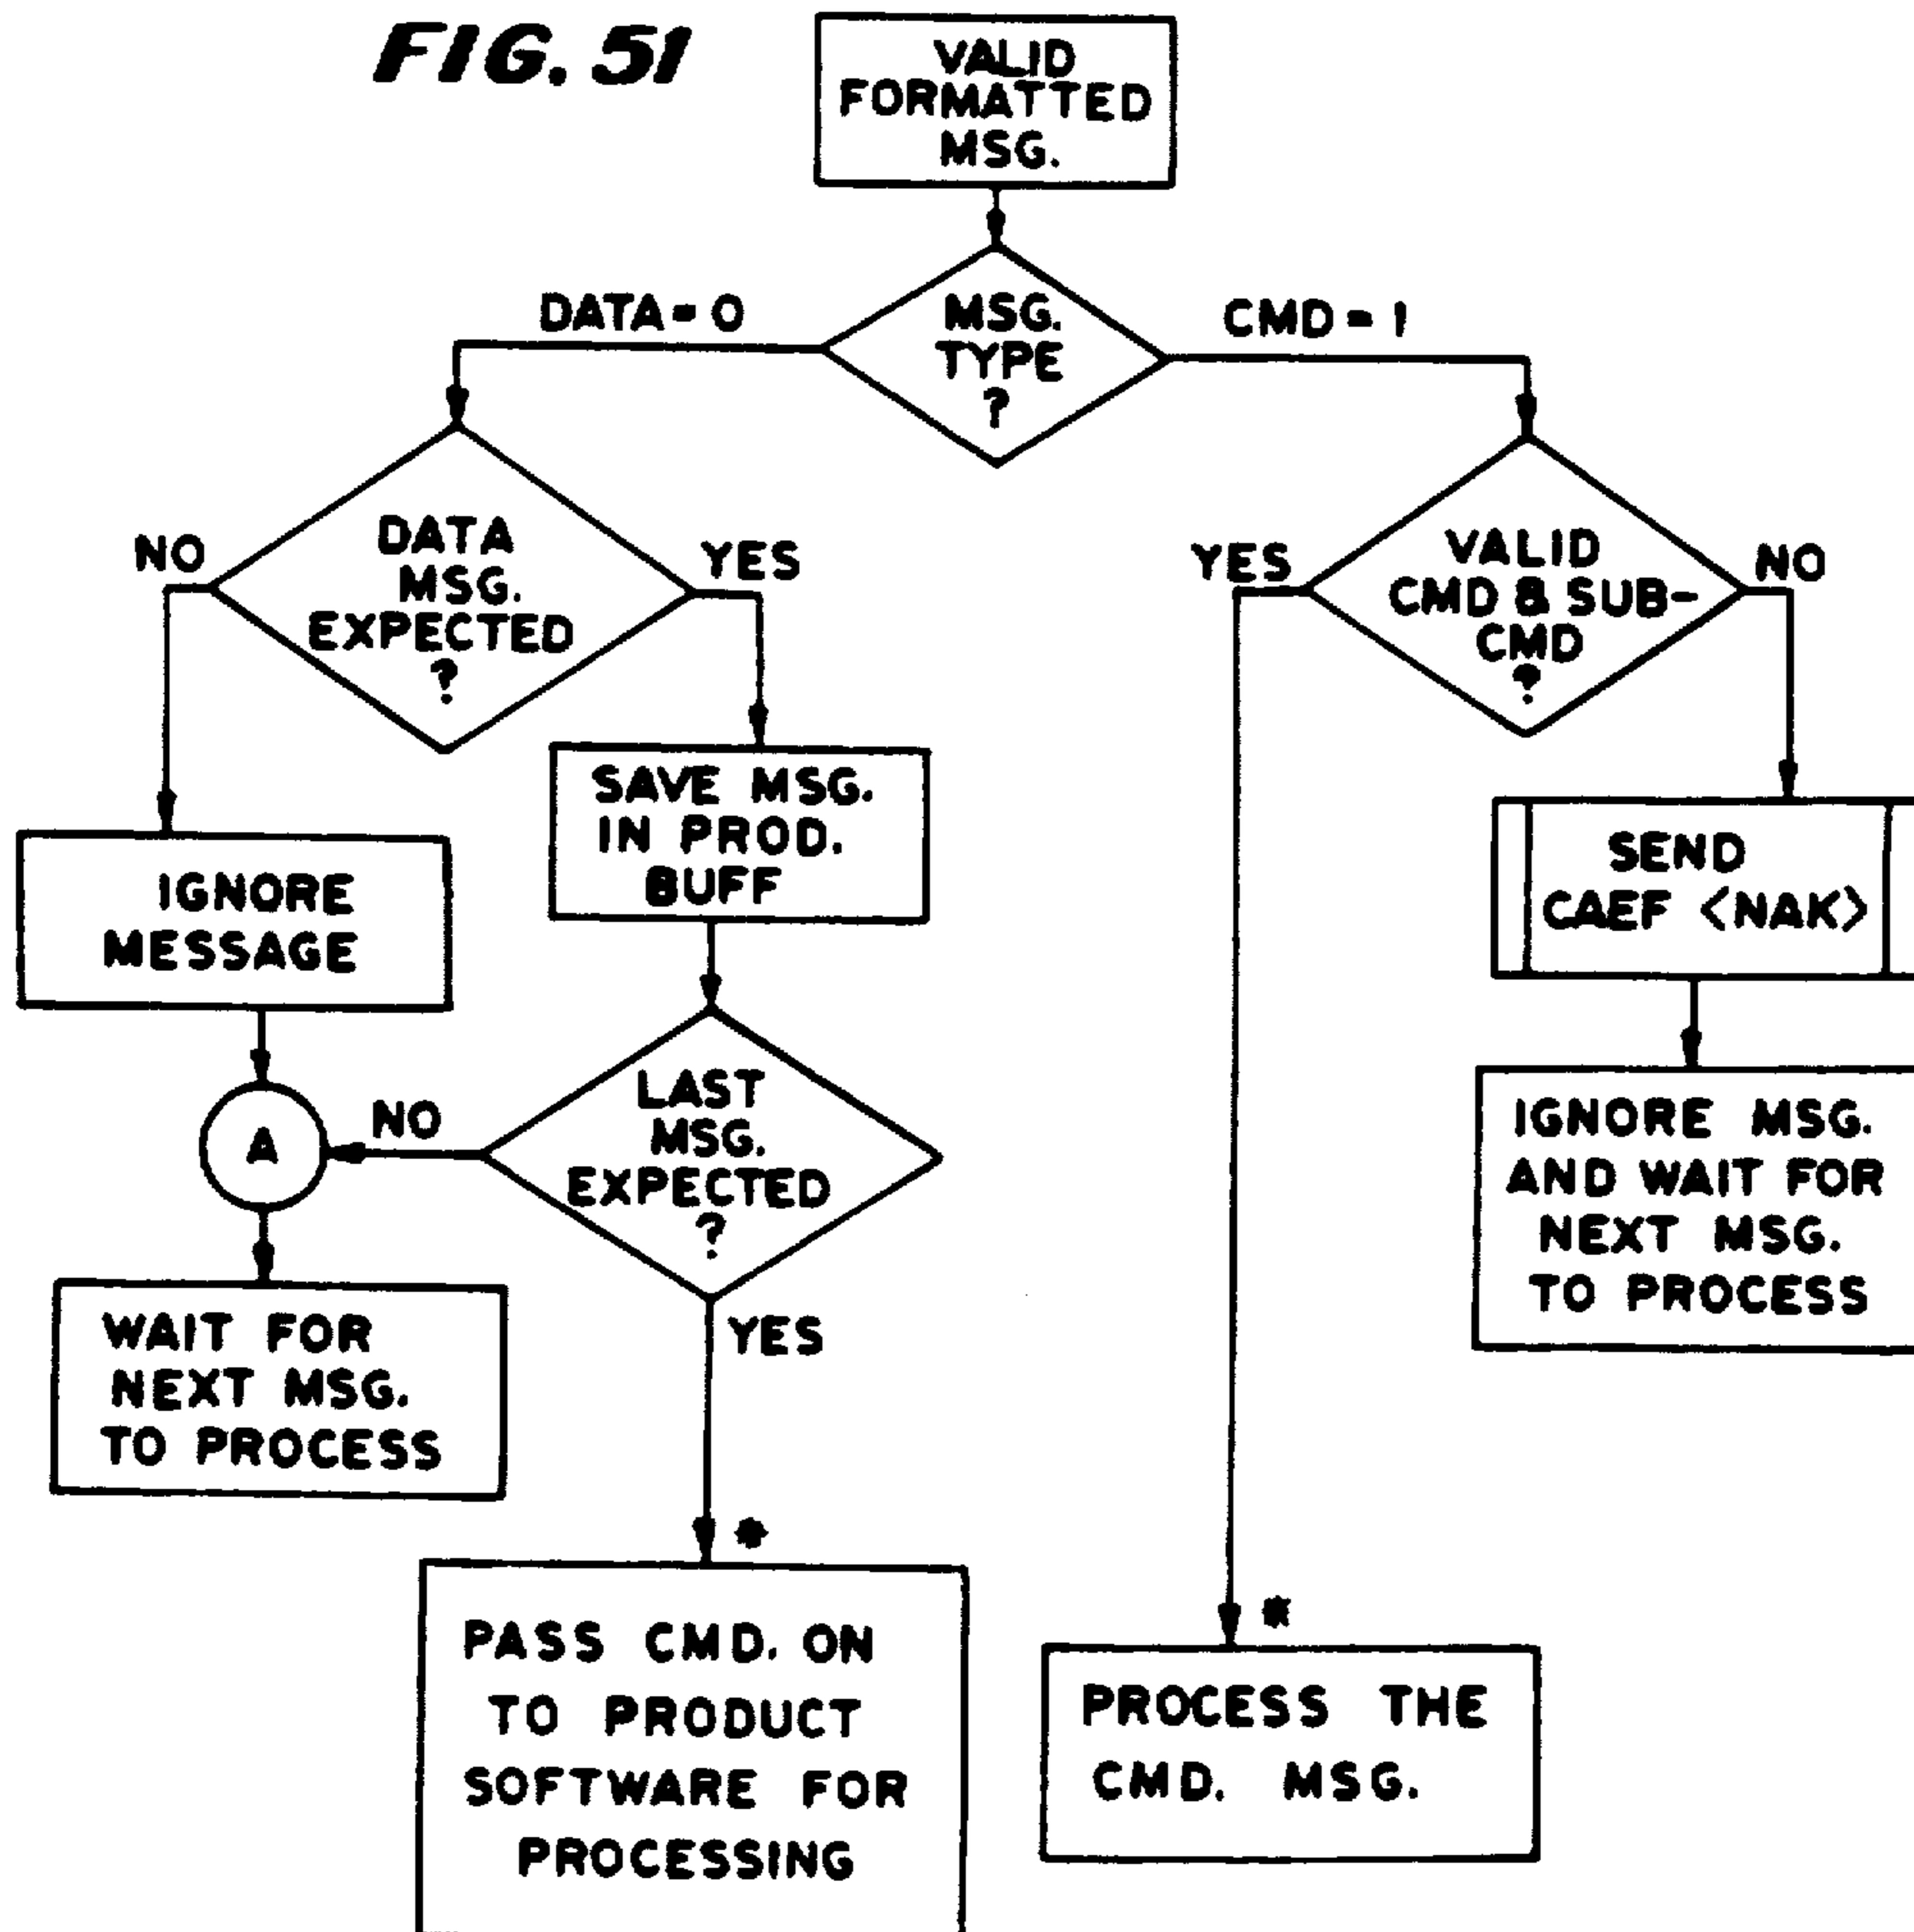 FIG. 51
VALID
FORMATTED
MSG.
DATA = 0
MSG.
TYPE
?
CMD = 1
NO
DATA
MSG.
EXPECTED
?
YES
YES
VALID
CMD & SUB-
CMD
?
NO
SAVE MSG.
IN PROD.
BUFF
IGNORE
MESSAGE
SEND
CAEF <NAK>
A
NO
LAST
MSG.
EXPECTED
?
YES
IGNORE MSG.
AND WAIT FOR
NEXT MSG.
TO PROCESS
WAIT FOR
NEXT MSG.
TO PROCESS
*
PASS CMD. ON
TO PRODUCT
SOFTWARE FOR
PROCESSING
*
PROCESS THE
CMD. MSG.